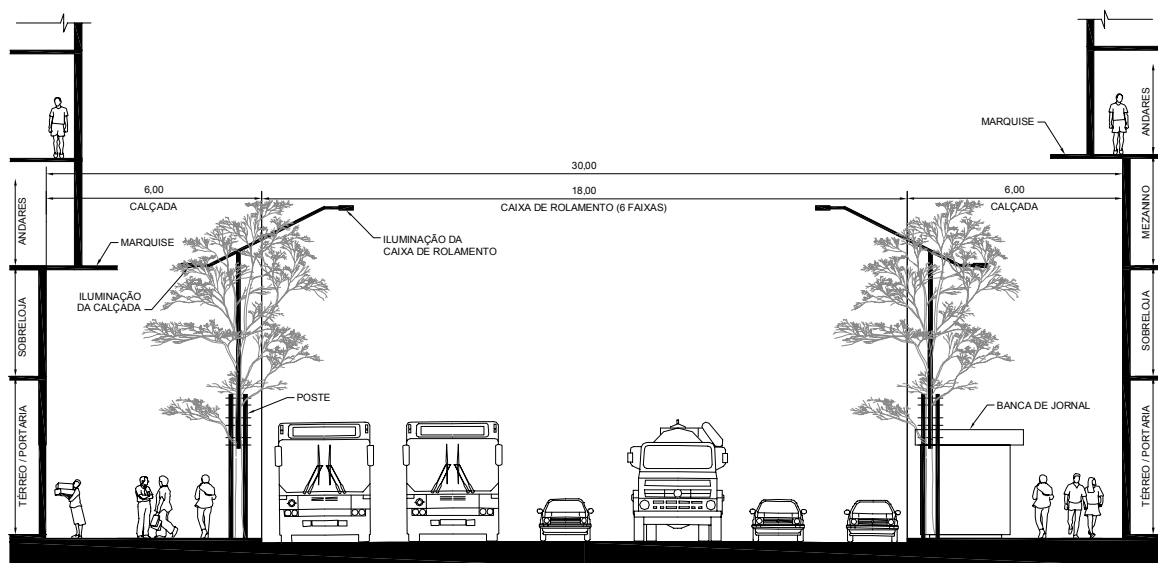 30,00
6,00
CALÇADA
18,00
CAIXA DE ROLAMENTO (6 FAIXAS)
6,00
CALÇADA
ANDARES
SOBRELOJA
TÉRREO / PORTARIA
MARQUISE
ILUMINAÇÃO
DA CALÇADA
ILUMINAÇÃO DA
CAIXA DE ROLAMENTO
POSTE
MARQUISE
BANCA DE JORNAL
ANDARES
MEZANINO
SOBRELOJA
TÉRREO / PORTARIA